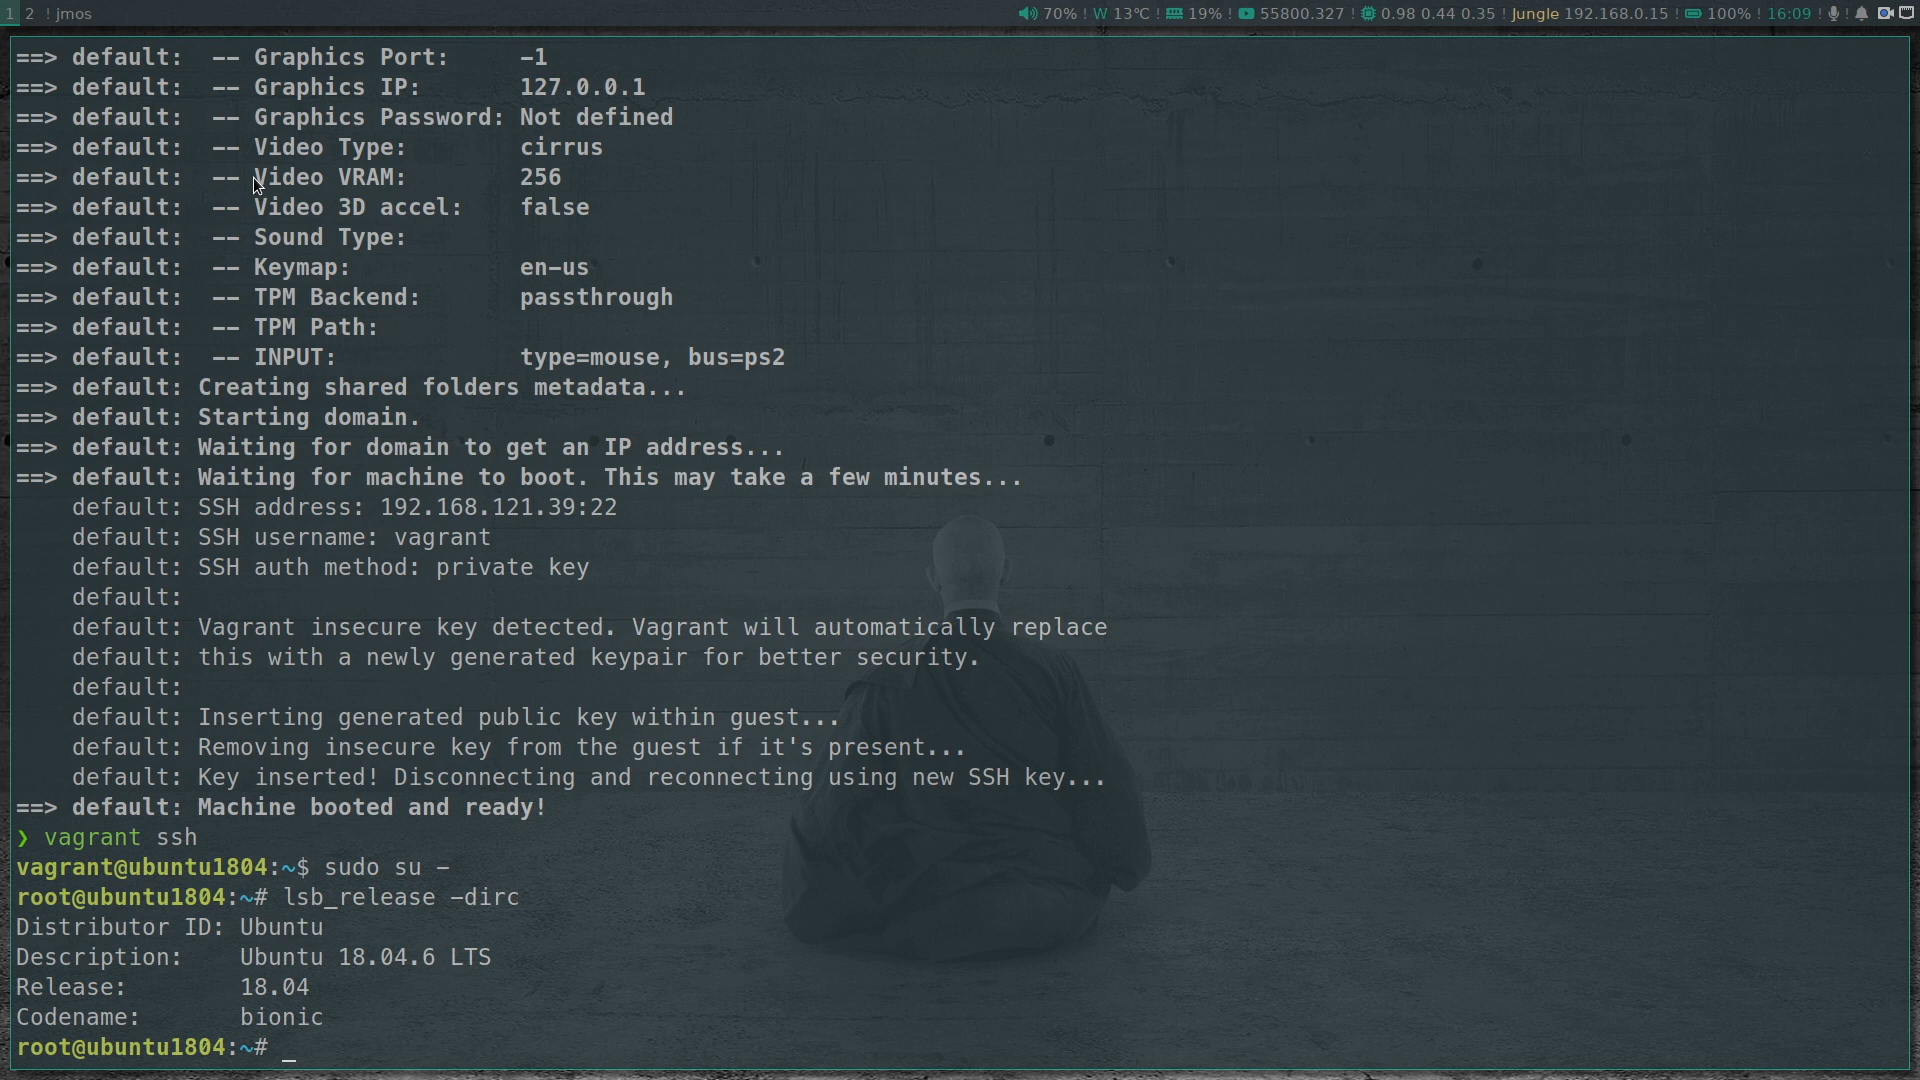 1 2 ! jmos 70% ! W 13°C ! 19% ! 55800.327 ! 0.98 0.44 0.35 ! Jungle 192.168.0.15 ! 100% ! 16:09 ! ! !
==> default:  -- Graphics Port:     -1
==> default:  -- Graphics IP:       127.0.0.1
==> default:  -- Graphics Password: Not defined
==> default:  -- Video Type:        cirrus
==> default:  -- Video VRAM:        256
==> default:  -- Video 3D accel:    false
==> default:  -- Sound Type:
==> default:  -- Keymap:            en-us
==> default:  -- TPM Backend:       passthrough
==> default:  -- TPM Path:
==> default:  -- INPUT:             type=mouse, bus=ps2
==> default: Creating shared folders metadata...
==> default: Starting domain.
==> default: Waiting for domain to get an IP address...
==> default: Waiting for machine to boot. This may take a few minutes...
    default: SSH address: 192.168.121.39:22
    default: SSH username: vagrant
    default: SSH auth method: private key
    default:
    default: Vagrant insecure key detected. Vagrant will automatically replace
    default: this with a newly generated keypair for better security.
    default:
    default: Inserting generated public key within guest...
    default: Removing insecure key from the guest if it's present...
    default: Key inserted! Disconnecting and reconnecting using new SSH key...
==> default: Machine booted and ready!
❯ vagrant ssh
vagrant@ubuntu1804:~$ sudo su -
root@ubuntu1804:~# lsb_release -dirc
Distributor ID: Ubuntu
Description:    Ubuntu 18.04.6 LTS
Release:        18.04
Codename:       bionic
root@ubuntu1804:~# _